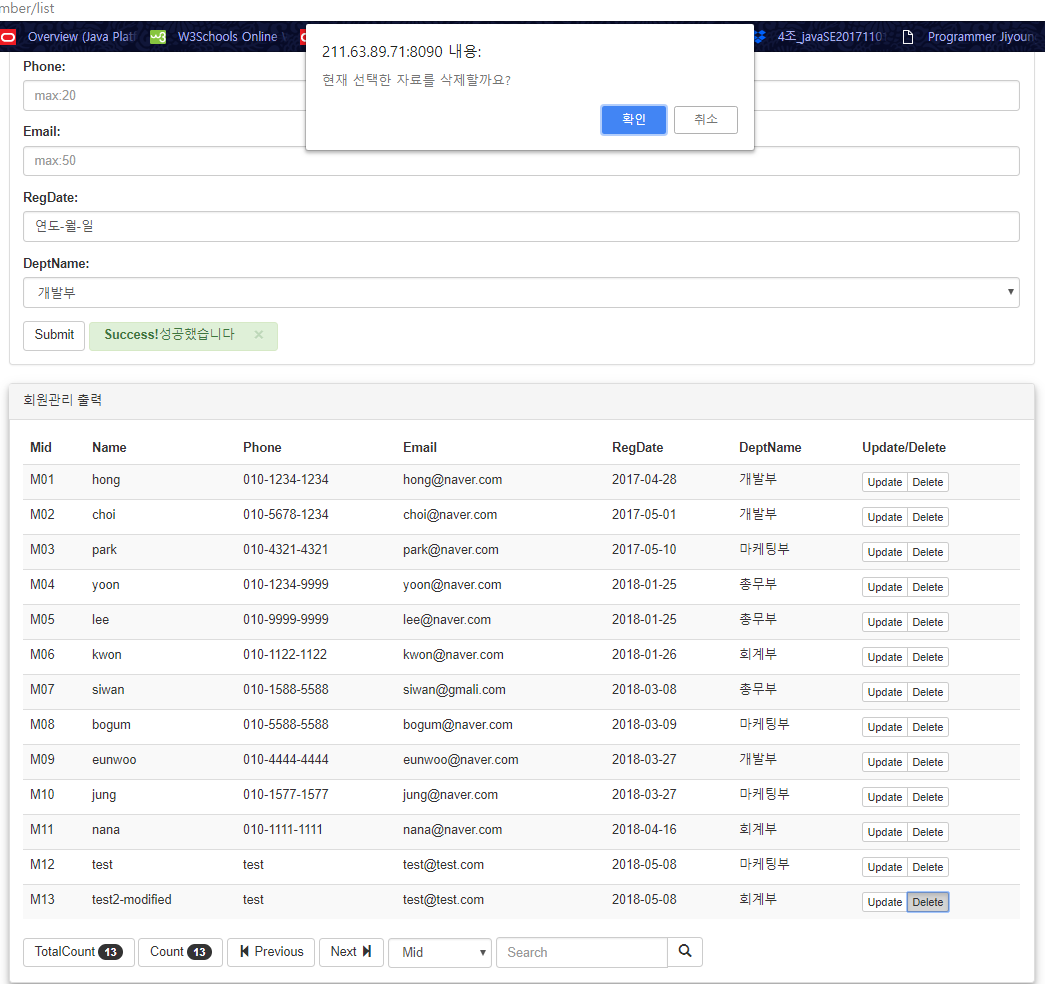 mber/list
Overview (Java Plat
W3Schools Online
4조_javaSE2017110
Programmer Jiyoun
211.63.89.71:8090 내용:
현재 선택한 자료를 삭제할까요?
확인 취소
Phone:
max:20
Email:
max:50
RegDate:
연도-월-일
DeptName:
개발부
Submit Success!성공했습니다 ×
회원관리 출력
Mid Name Phone Email RegDate DeptName Update/Delete
M01 hong 010-1234-1234 hong@naver.com 2017-04-28 개발부 Update Delete
M02 choi 010-5678-1234 choi@naver.com 2017-05-01 개발부 Update Delete
M03 park 010-4321-4321 park@naver.com 2017-05-10 마케팅부 Update Delete
M04 yoon 010-1234-9999 yoon@naver.com 2018-01-25 총무부 Update Delete
M05 lee 010-9999-9999 lee@naver.com 2018-01-25 총무부 Update Delete
M06 kwon 010-1122-1122 kwon@naver.com 2018-01-26 회계부 Update Delete
M07 siwan 010-1588-5588 siwan@gmali.com 2018-03-08 총무부 Update Delete
M08 bogum 010-5588-5588 bogum@naver.com 2018-03-09 마케팅부 Update Delete
M09 eunwoo 010-4444-4444 eunwoo@naver.com 2018-03-27 개발부 Update Delete
M10 jung 010-1577-1577 jung@naver.com 2018-03-27 마케팅부 Update Delete
M11 nana 010-1111-1111 nana@naver.com 2018-04-16 회계부 Update Delete
M12 test test test@test.com 2018-05-08 마케팅부 Update Delete
M13 test2-modified test test@test.com 2018-05-08 회계부 Update Delete
TotalCount 13 Count 13 Previous Next Mid Search